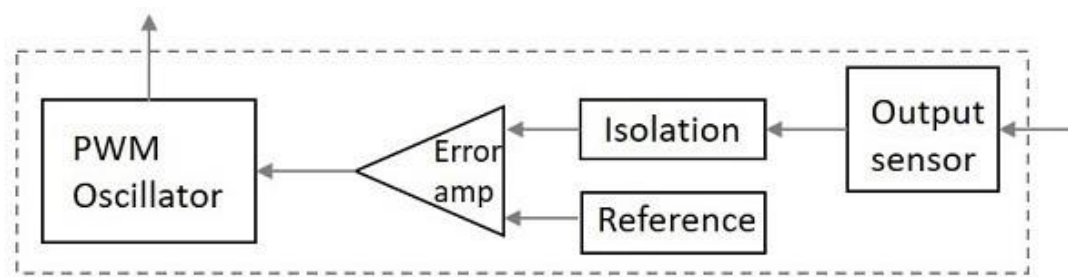 PWM
Oscillator
Error
amp
Isolation
Reference
Output
sensor